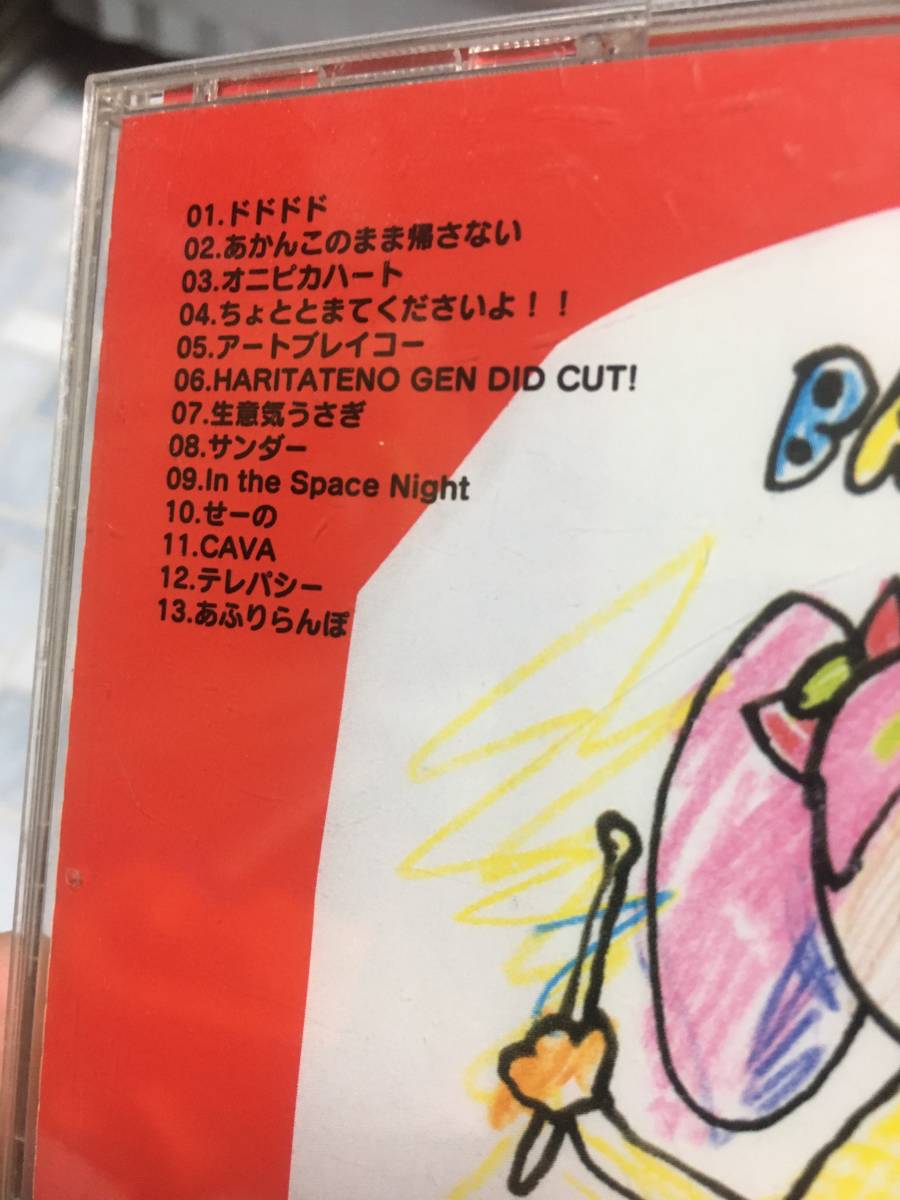 01.ドドドド
02.あかんこのまま帰さない
03.オニピカハート
04.ちょととまてくださいよ！！
05.アートブレイコー
06.HARITATENO GEN DID CUT!
07.生意気うさぎ
08.サンダー
09.In the Space Night
10.せーの
11.CAVA
12.テレパシー
13.あふりらんぽ